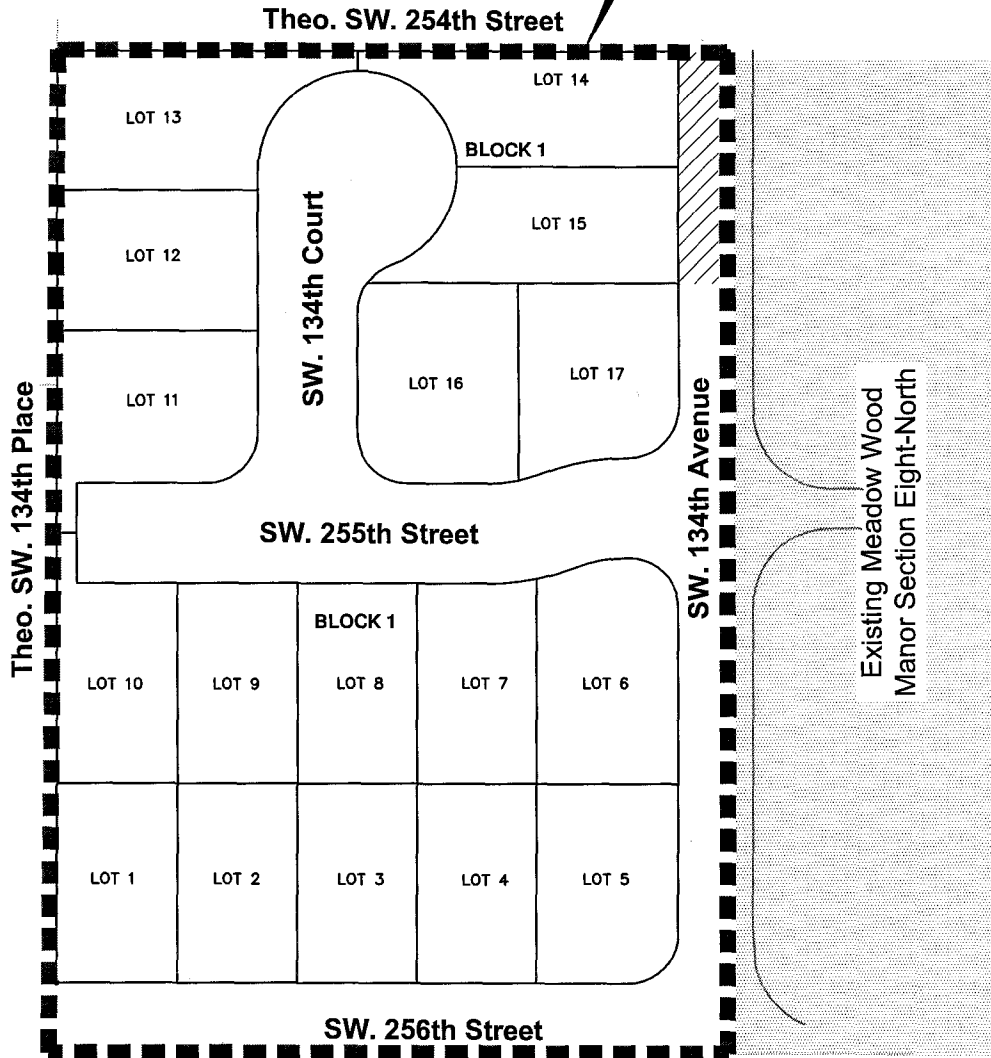 Theo. SW. 254th Street
LOT 14
LOT 13
BLOCK 1
LOT 15
LOT 12
SW. 134th Court
LOT 16
LOT 17
LOT 11
Theo. SW. 134th Place
SW. 134th Avenue
Existing Meadow Wood
Manor Section Eight-North
SW. 255th Street
BLOCK 1
LOT 10
LOT 9
LOT 8
LOT 7
LOT 6
LOT 1
LOT 2
LOT 3
LOT 4
LOT 5
SW. 256th Street